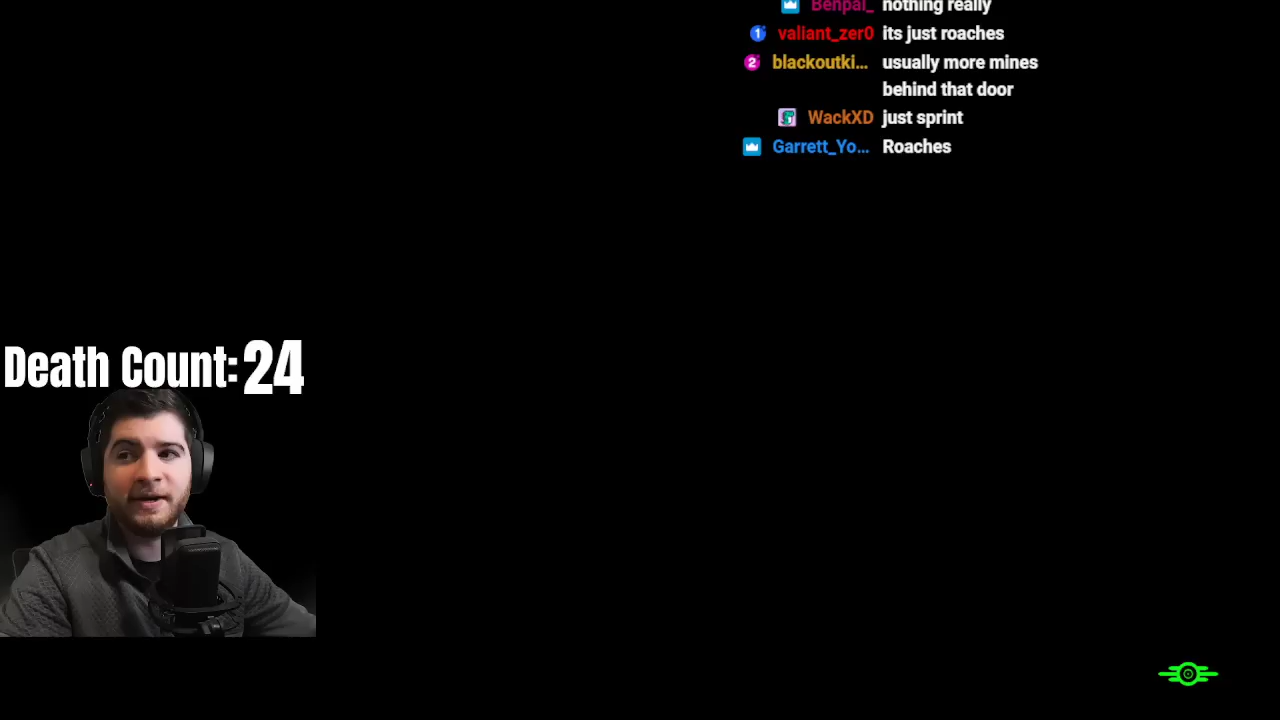 Benpai_ nothing really
valiant_zer0 its just roaches
blackoutki... usually more mines
behind that door
WackXD just sprint
Garrett_Yo... Roaches
Death Count: 24